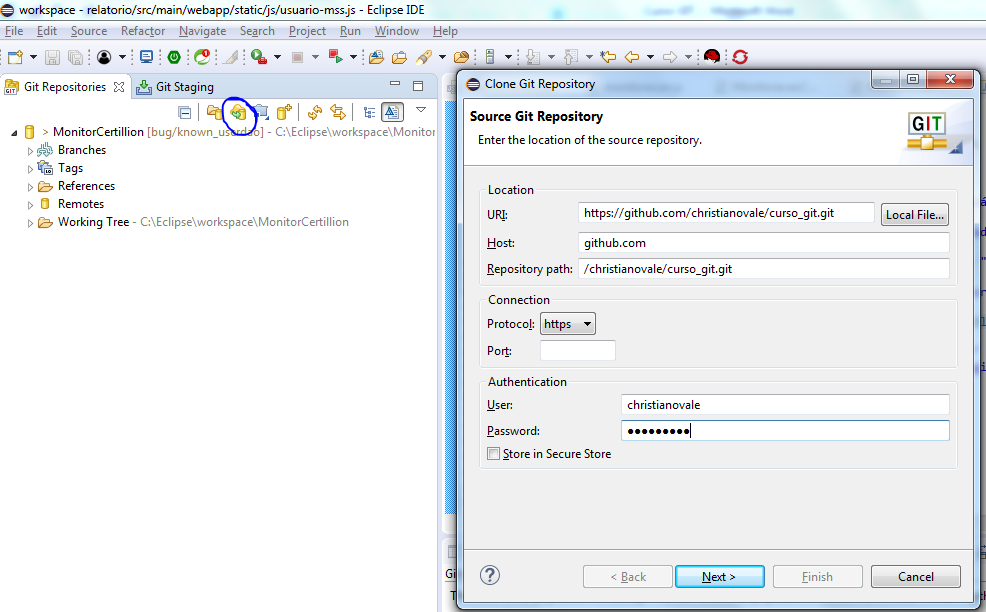 workspace - relatorio/src/main/webapp/static/js/usuario-mss.js - Eclipse IDE
File Edit Source Refactor Navigate Search Project Run Window Help
Git Repositories Git Staging
> MonitorCertillion [bug/known_userdao] - C:\Eclipse\workspace\Monitor
Branches
Tags
References
Remotes
Working Tree - C:\Eclipse\workspace\MonitorCertillion
Clone Git Repository
Source Git Repository
Enter the location of the source repository.
GIT
Location
URI: https://github.com/christianovale/curso_git.git Local File...
Host: github.com
Repository path: /christianovale/curso_git.git
Connection
Protocol: https
Port:
Authentication
User: christianovale
Password: ●●●●●●●●●
Store in Secure Store
? < Back Next > Finish Cancel